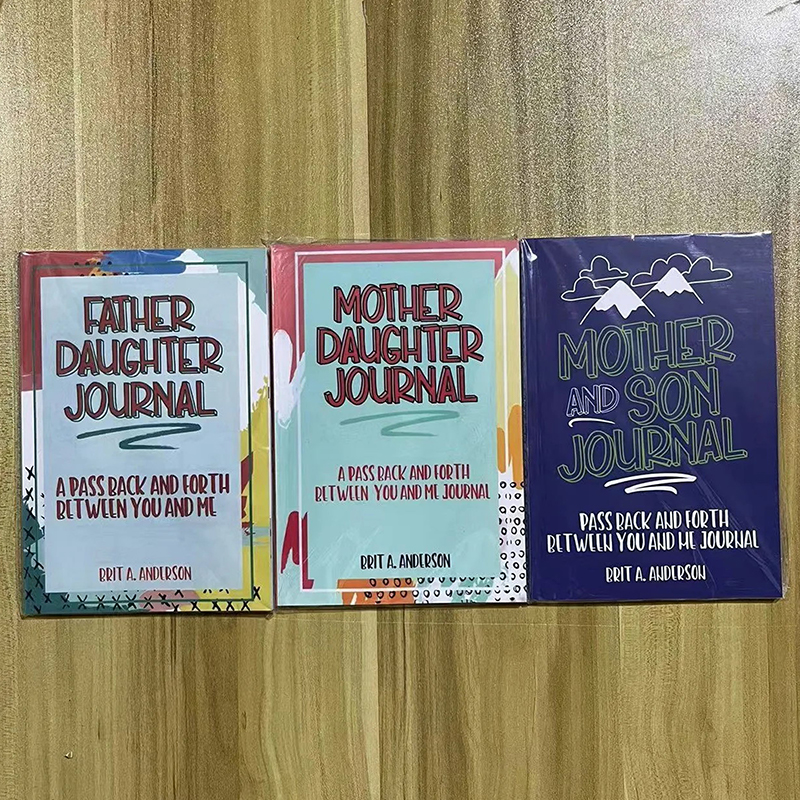 FATHER
DAUGHTER
JOURNAL
A PASS BACK AND FORTH
BETWEEN YOU AND ME
BRIT A. ANDERSON
MOTHER
DAUGHTER
JOURNAL
A PASS BACK AND FORTH
BETWEEN YOU AND ME JOURNAL
BRIT A. ANDERSON
MOTHER
AND SON
JOURNAL
PASS BACK AND FORTH
BETWEEN YOU AND ME JOURNAL
BRIT A. ANDERSON